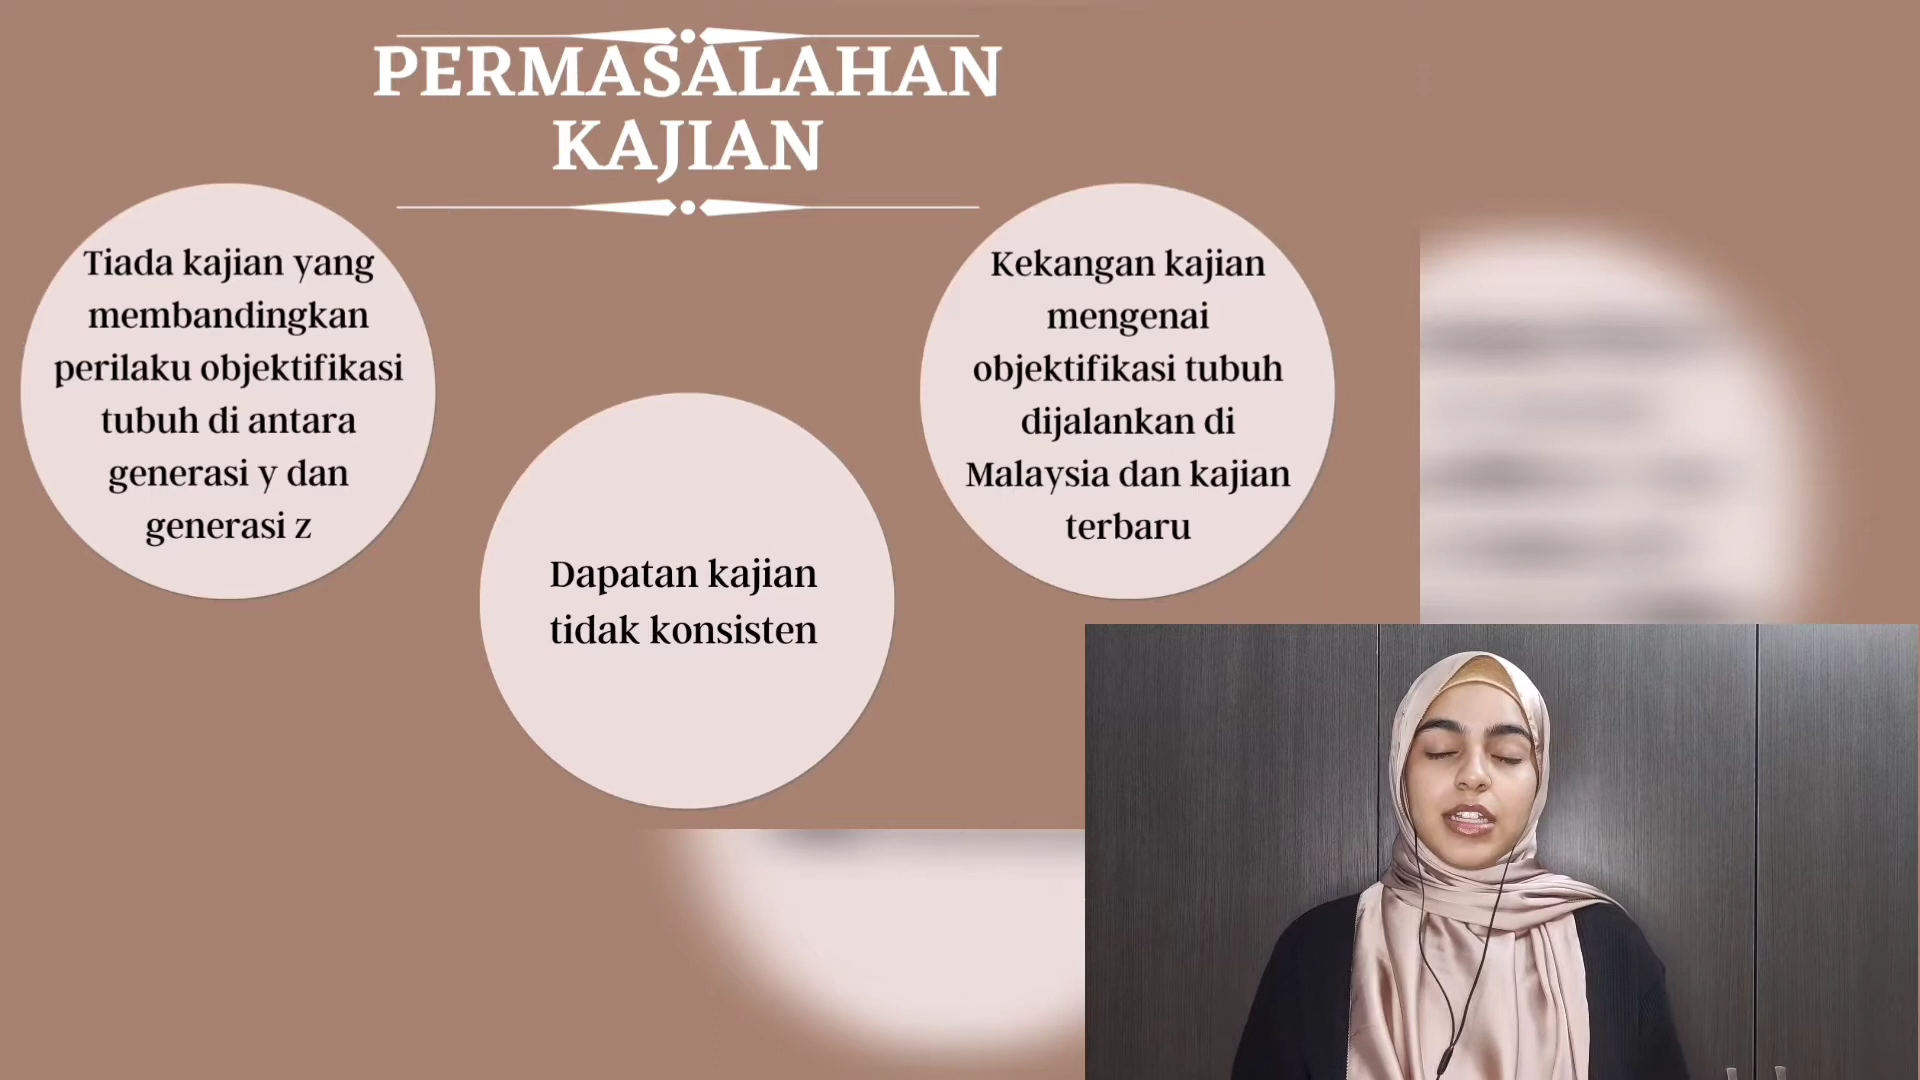 PERMASALAHAN
KAJIAN
Tiada kajian yang
membandingkan
perilaku objektifikasi
tubuh di antara
generasi y dan
generasi z
Dapatan kajian
tidak konsisten
Kekangan kajian
mengenai
objektifikasi tubuh
dijalankan di
Malaysia dan kajian
terbaru